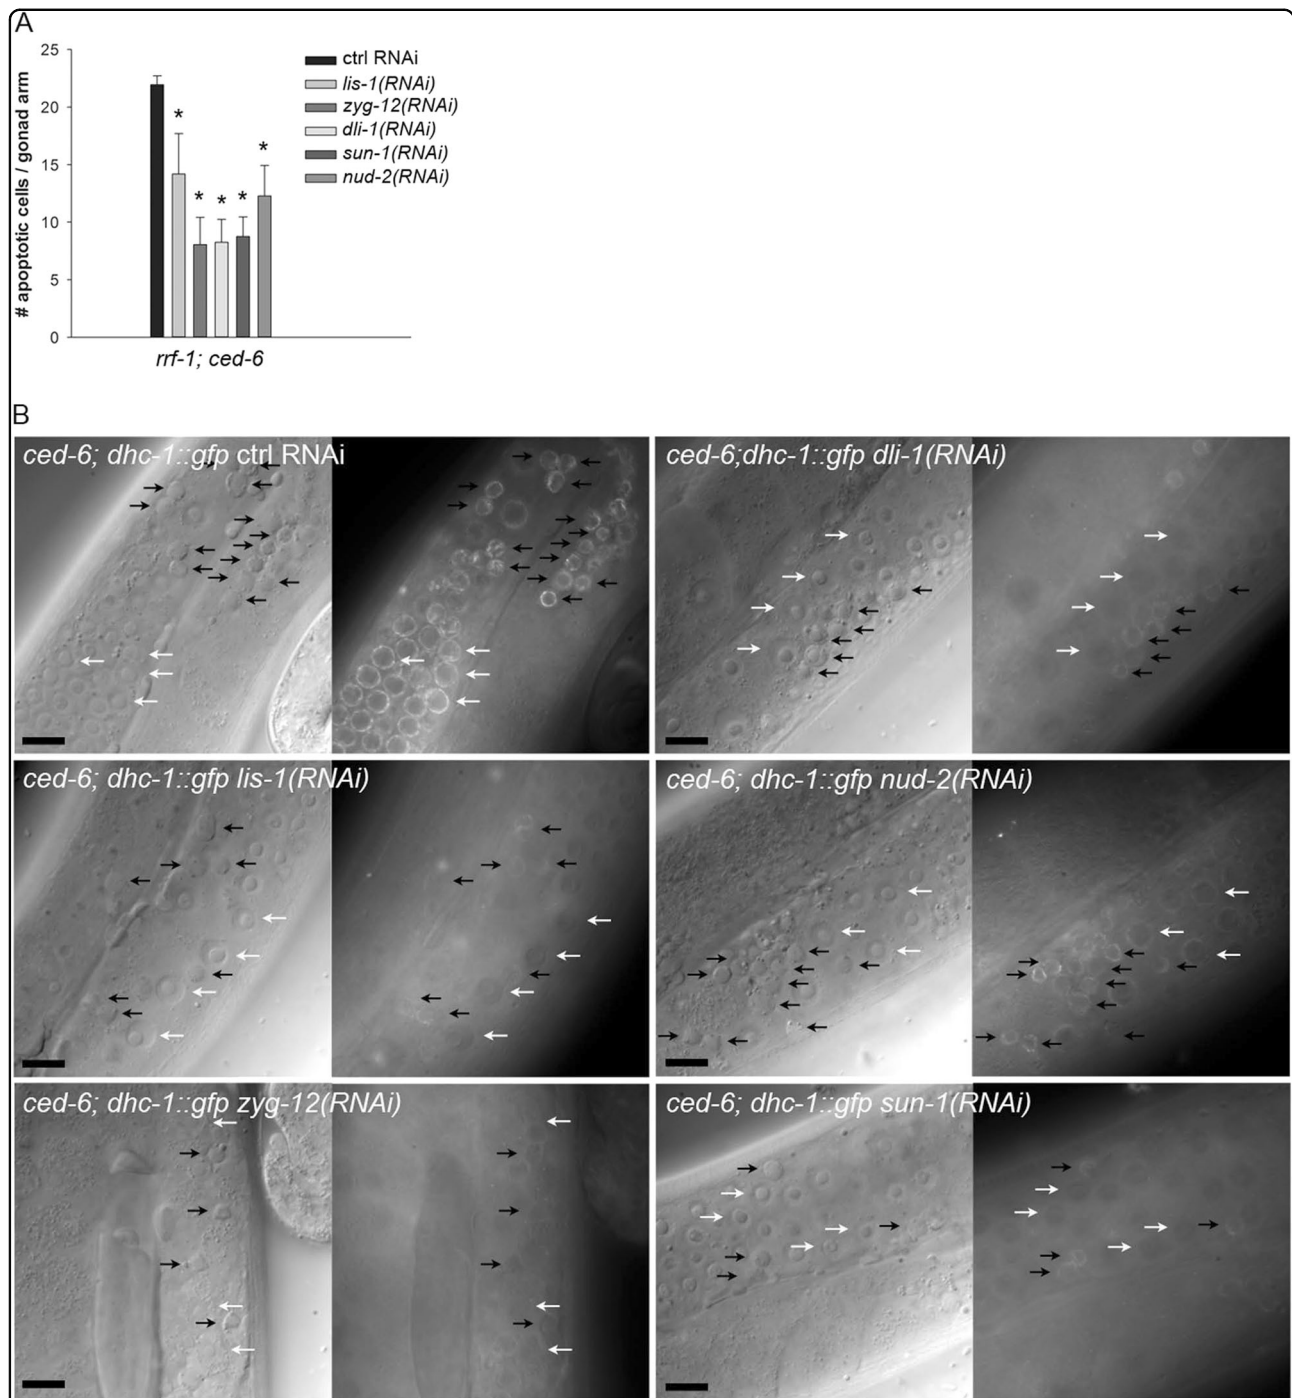 A
25
20
15
10
5
0
# apoptotic cells / gonad arm
*
*
*
*
*
rrf-1; ced-6
ctrl RNAi
lis-1(RNAi)
zyg-12(RNAi)
dli-1(RNAi)
sun-1(RNAi)
nud-2(RNAi)
B
ced-6; dhc-1::gfp ctrl RNAi
ced-6;dhc-1::gfp dli-1(RNAi)
ced-6; dhc-1::gfp lis-1(RNAi)
ced-6; dhc-1::gfp nud-2(RNAi)
ced-6; dhc-1::gfp zyg-12(RNAi)
ced-6; dhc-1::gfp sun-1(RNAi)